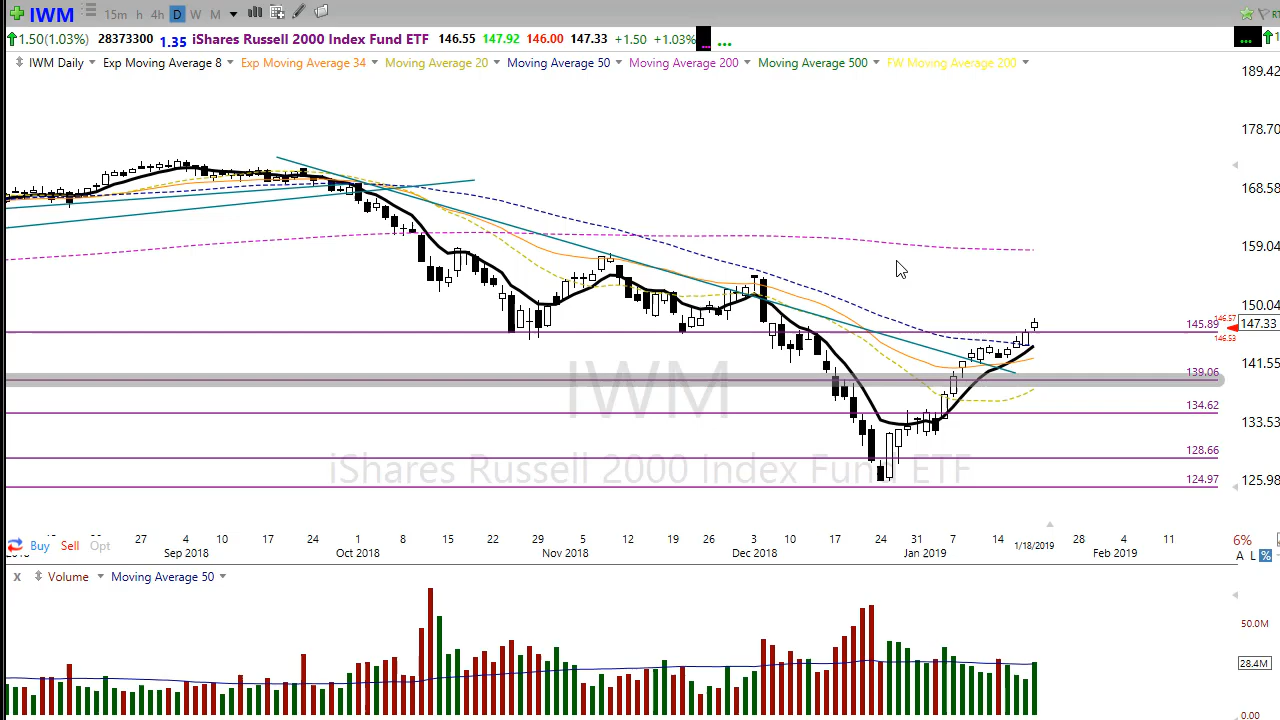 IWM 15m h 4h D W M
1.50(1.03%) 28373300 1.35 iShares Russell 2000 Index Fund ETF 146.55 147.92 146.00 147.33 +1.50 +1.03%
IWM Daily Exp Moving Average 8 Exp Moving Average 34 Moving Average 20 Moving Average 50 Moving Average 200 Moving Average 500 FW Moving Average 200
189.42
178.70
168.58
159.04
150.04
145.89 146.57 147.33
146.53
141.55
139.06
134.62
133.53
128.66
124.97 125.98
IWM
iShares Russell 2000 Index Fund ETF
27 4 10 17 24 1 8 15 22 29 5 12 19 26 3 10 17 24 31 7 14 28 4 11
Sep 2018 Oct 2018 Nov 2018 Dec 2018 Jan 2019 1/18/2019 Feb 2019
Buy Sell Opt
6%
A L %
x Volume Moving Average 50
50.0M
28.4M
0.00